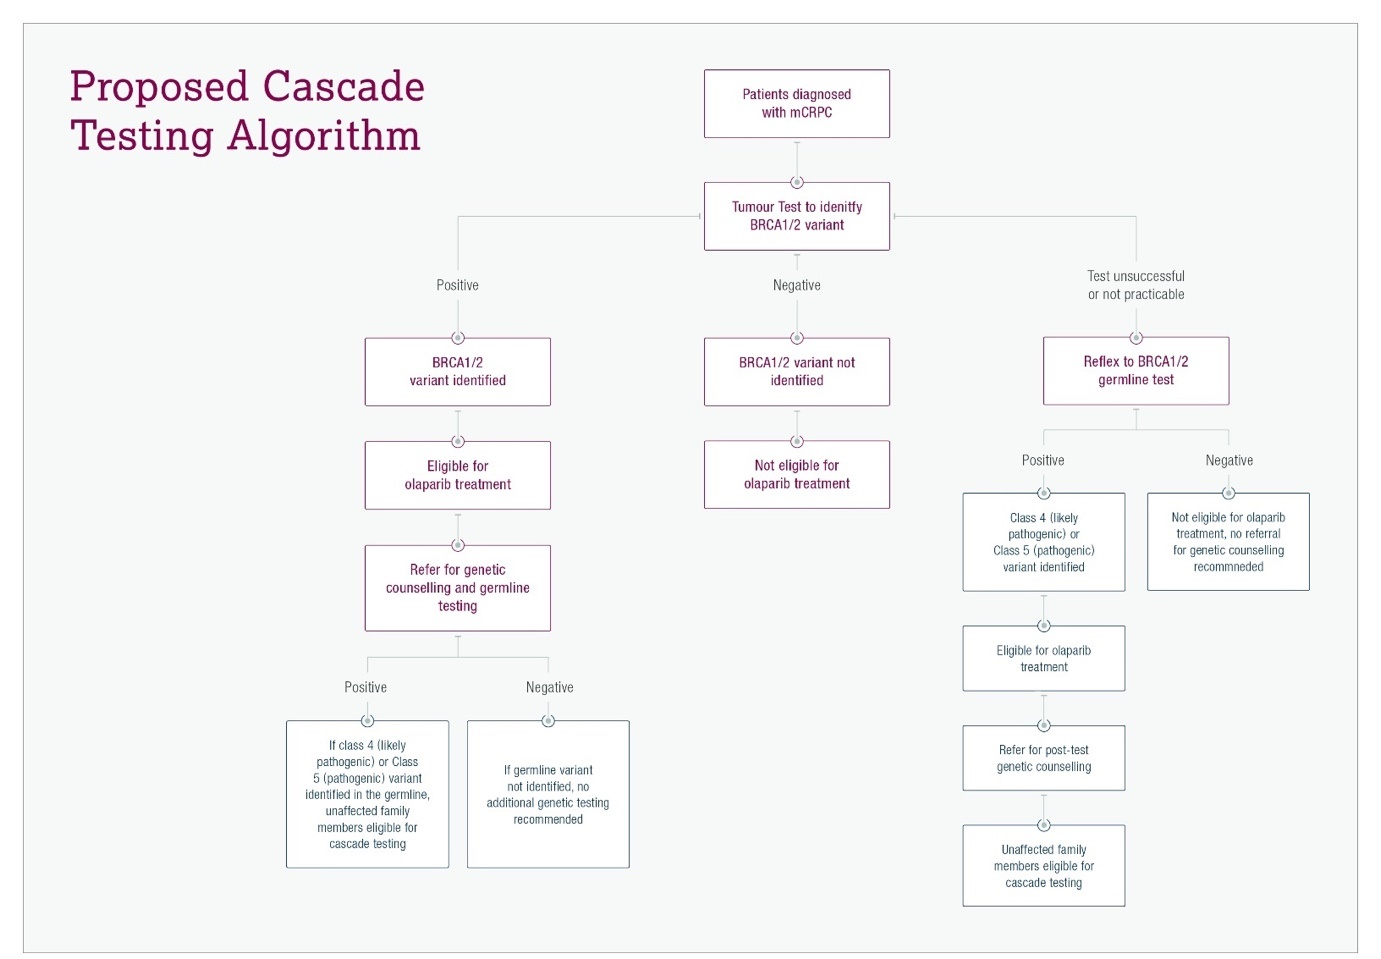 Proposed Cascade
Testing Algorithm
Patients diagnosed
with mCRPC
Tumour Test to idenitfy
BRCA1/2 variant
Positive
Negative
Test unsuccessful
or not practicable
BRCA1/2
variant identified
BRCA1/2 variant not
identified
Reflex to BRCA1/2
germline test
Eligible for
olaparib treatment
Not eligible for
olaparib treatment
Positive
Negative
Class 4 (likely
pathogenic) or
Class 5 (pathogenic)
variant identified
Not eligible for olaparib
treatment, no referral
for genetic counselling
recommneded
Refer for genetic
counselling and germline
testing
Eligible for olaparib
treatment
Positive
Negative
If class 4 (likely
pathogenic) or Class
5 (pathogenic) variant
identified in the germline,
unaffected family
members eligible for
cascade testing
If germline variant
not identified, no
additional genetic testing
recommended
Refer for post-test
genetic counselling
Unaffected family
members eligible for
cascade testing